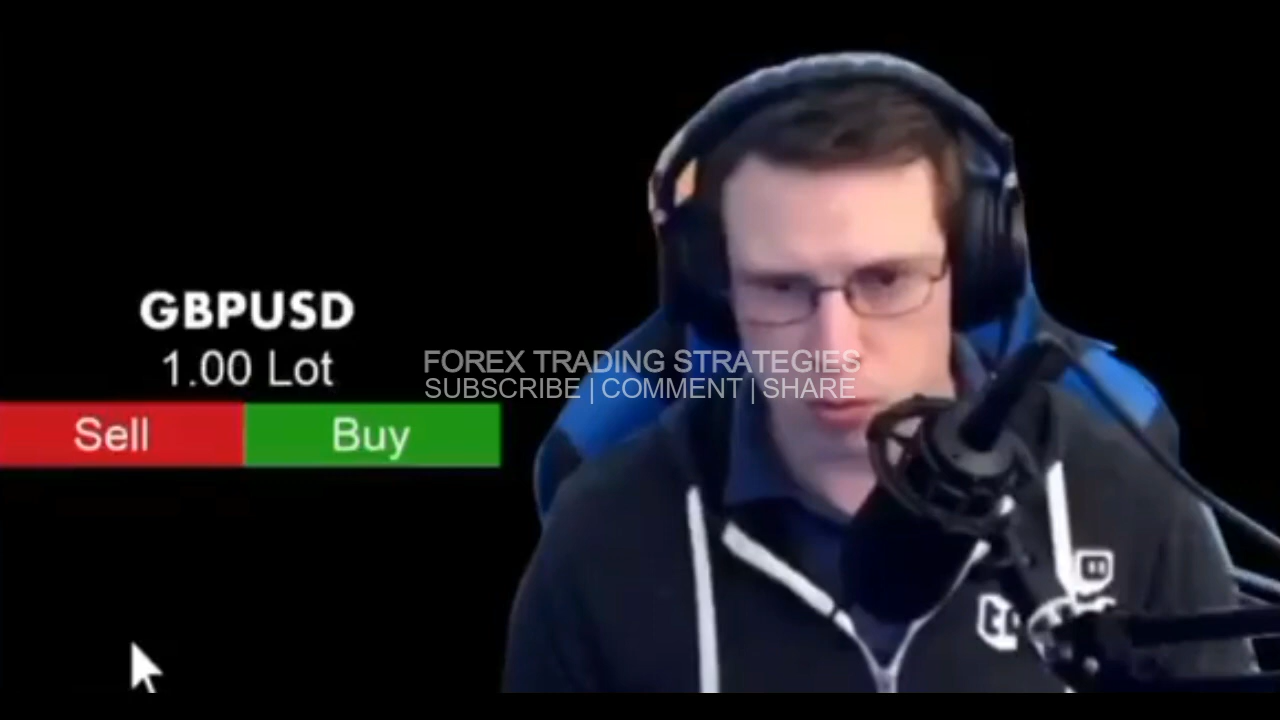 GBPUSD
1.00 Lot
FOREX TRADING STRATEGIES
SUBSCRIBE | COMMENT | SHARE
Sell Buy